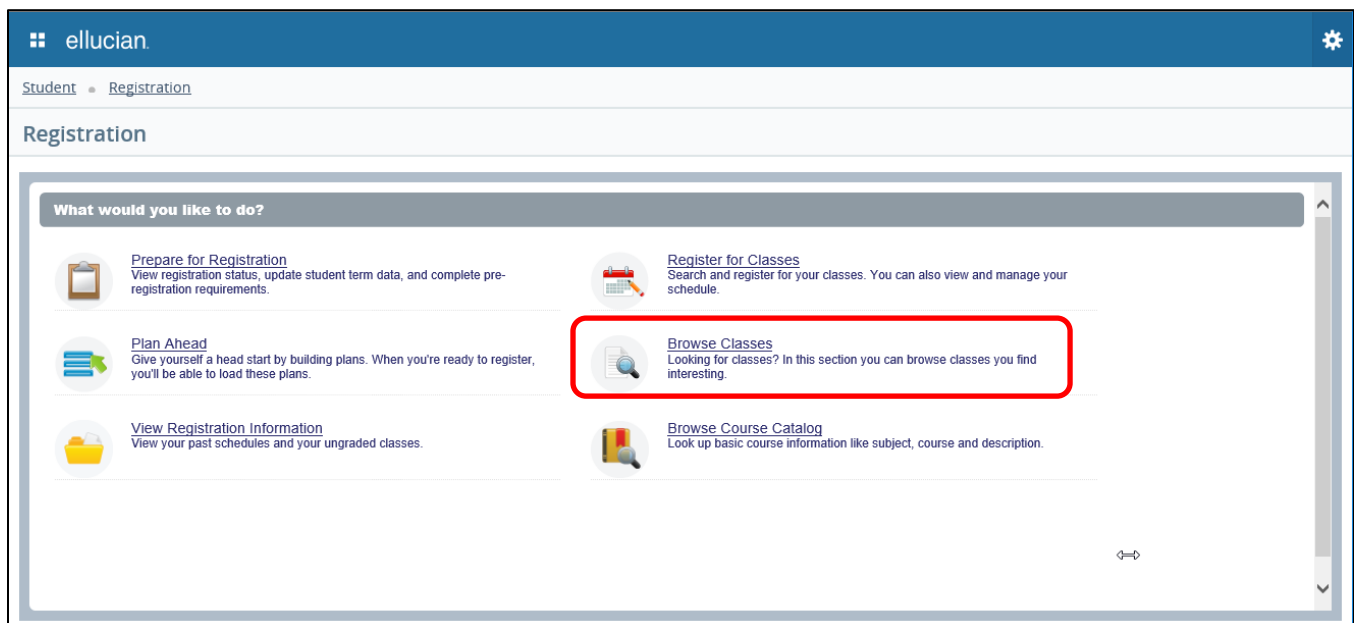 ellucian.
Student • Registration
Registration
What would you like to do?
Prepare for Registration
View registration status, update student term data, and complete pre-
registration requirements.
Register for Classes
Search and register for your classes. You can also view and manage your
schedule.
Plan Ahead
Give yourself a head start by building plans. When you're ready to register,
you'll be able to load these plans.
Browse Classes
Looking for classes? In this section you can browse classes you find
interesting.
View Registration Information
View your past schedules and your ungraded classes.
Browse Course Catalog
Look up basic course information like subject, course and description.